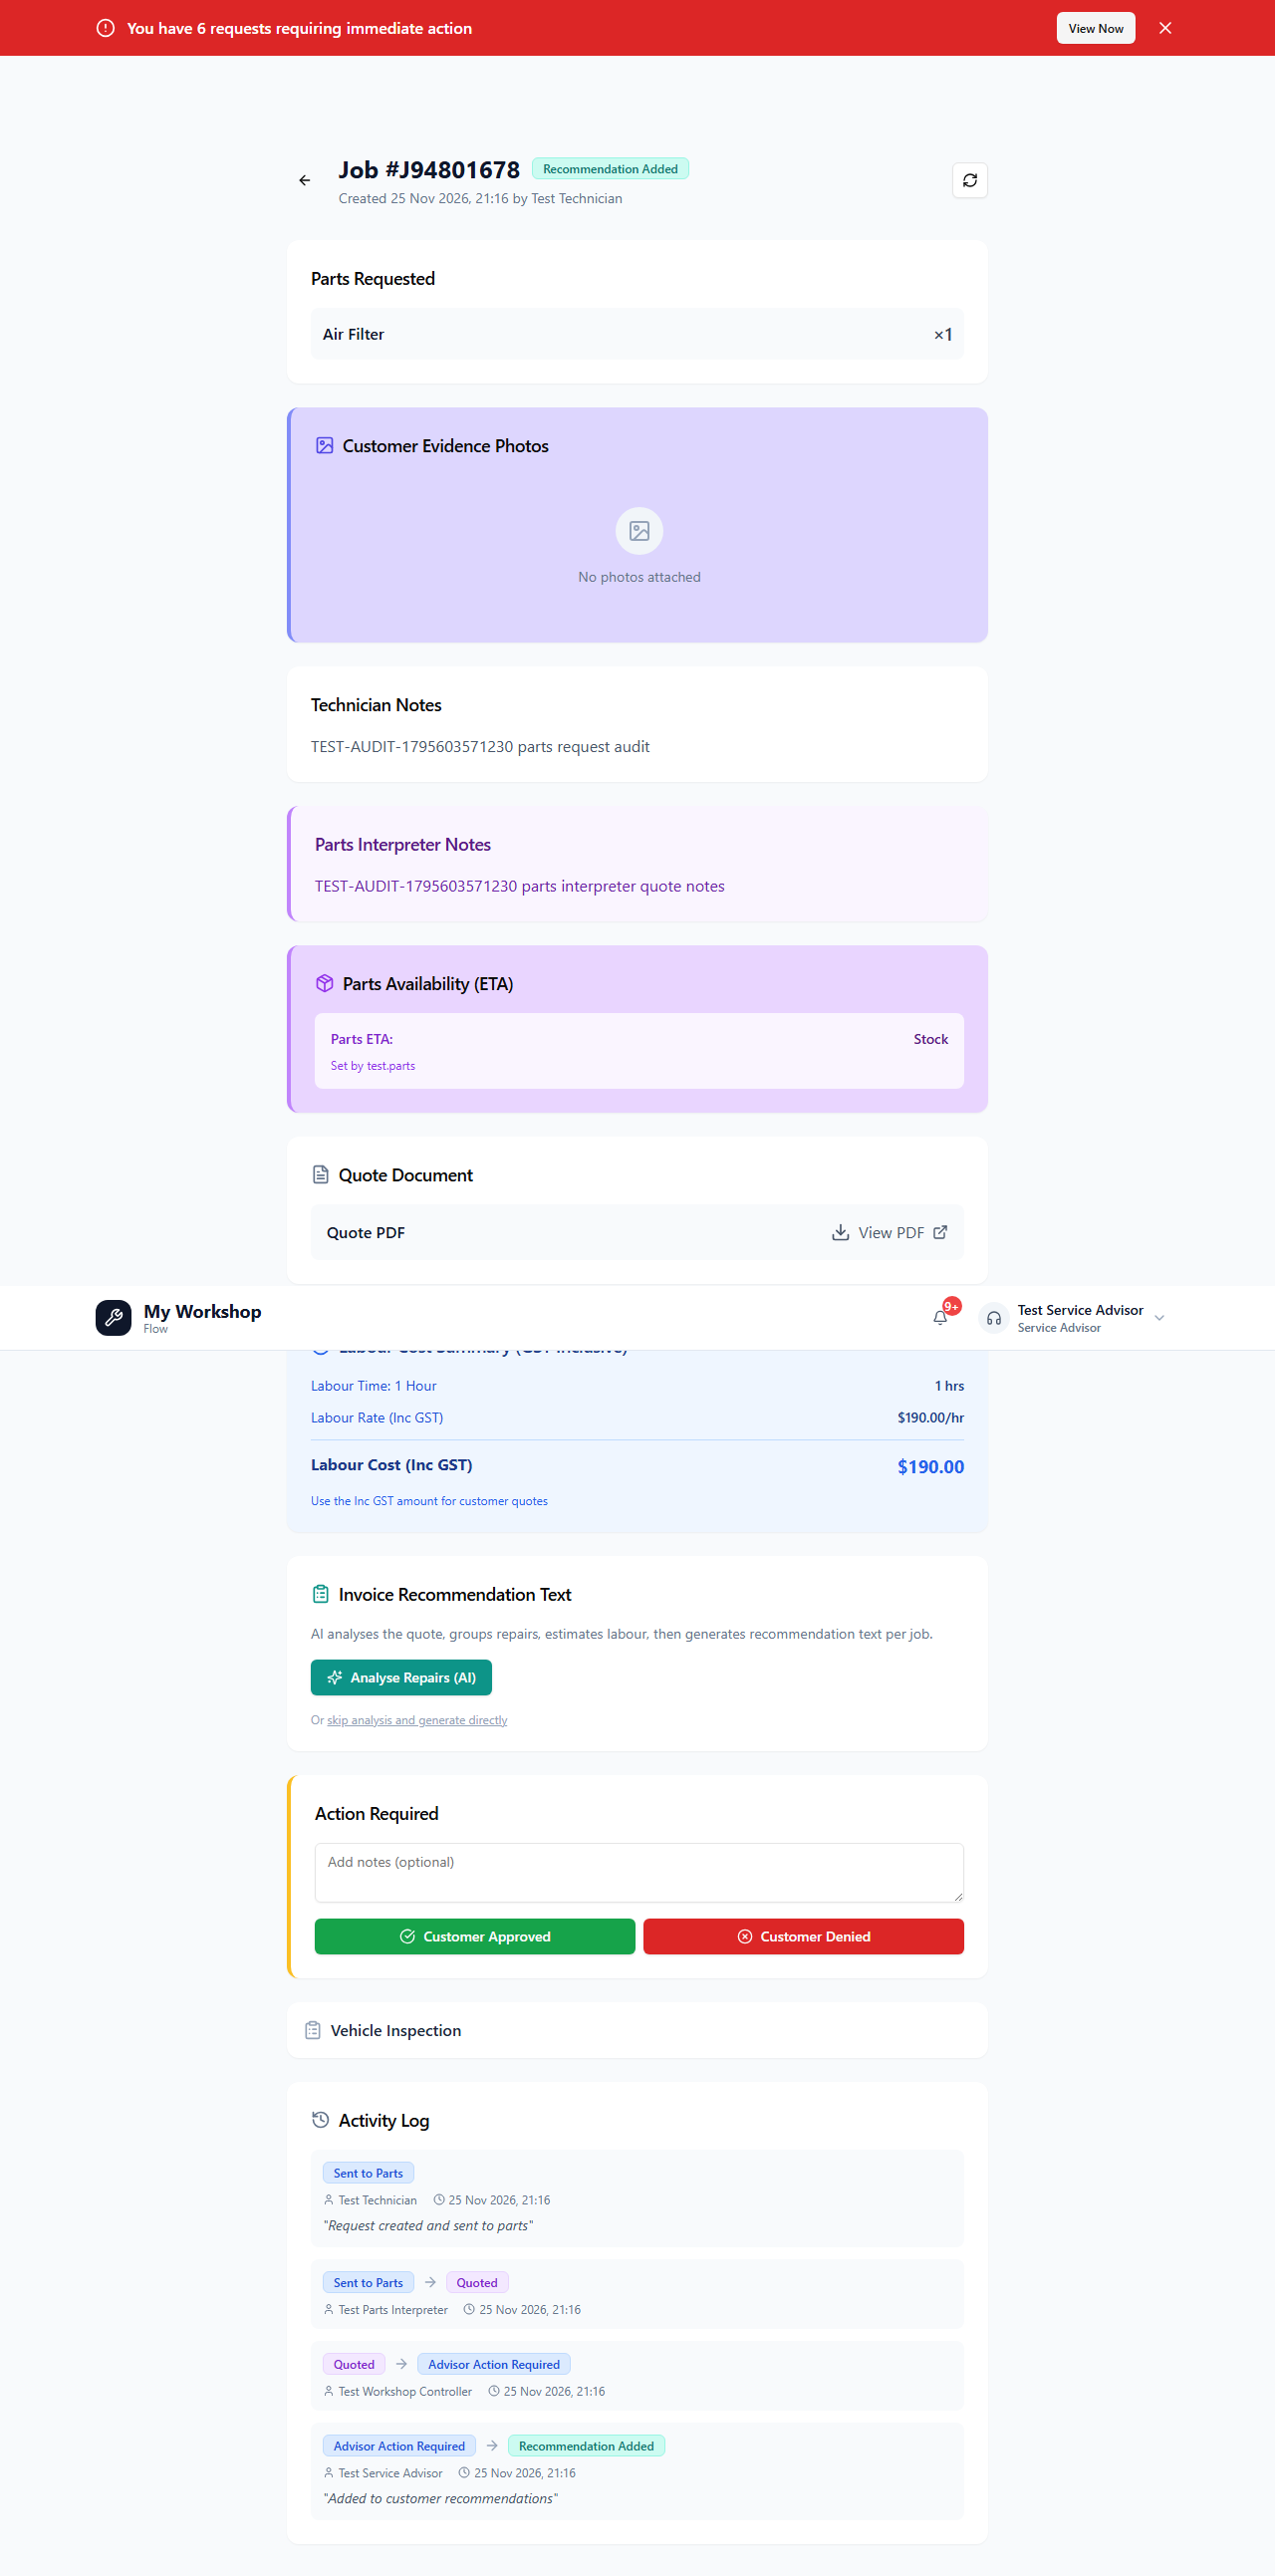 You have 6 requests requiring immediate action
View Now
Job #J94801678
Recommendation Added
Created 25 Nov 2026, 21:16 by Test Technician
Parts Requested
Air Filter
×1
Customer Evidence Photos
No photos attached
Technician Notes
TEST-AUDIT-1795603571230 parts request audit
Parts Interpreter Notes
TEST-AUDIT-1795603571230 parts interpreter quote notes
Parts Availability (ETA)
Parts ETA:
Stock
Set by test.parts
Quote Document
Quote PDF
View PDF
My Workshop
Flow
9+
Test Service Advisor
Service Advisor
Labour Cost Summary (GST Inclusive)
Labour Time: 1 Hour
1 hrs
Labour Rate (Inc GST)
$190.00/hr
Labour Cost (Inc GST)
$190.00
Use the Inc GST amount for customer quotes
Invoice Recommendation Text
AI analyses the quote, groups repairs, estimates labour, then generates recommendation text per job.
Analyse Repairs (AI)
Or skip analysis and generate directly
Action Required
Add notes (optional)
Customer Approved
Customer Denied
Vehicle Inspection
Activity Log
Sent to Parts
Test Technician
25 Nov 2026, 21:16
"Request created and sent to parts"
Sent to Parts
Quoted
Test Parts Interpreter
25 Nov 2026, 21:16
Quoted
Advisor Action Required
Test Workshop Controller
25 Nov 2026, 21:16
Advisor Action Required
Recommendation Added
Test Service Advisor
25 Nov 2026, 21:16
"Added to customer recommendations"